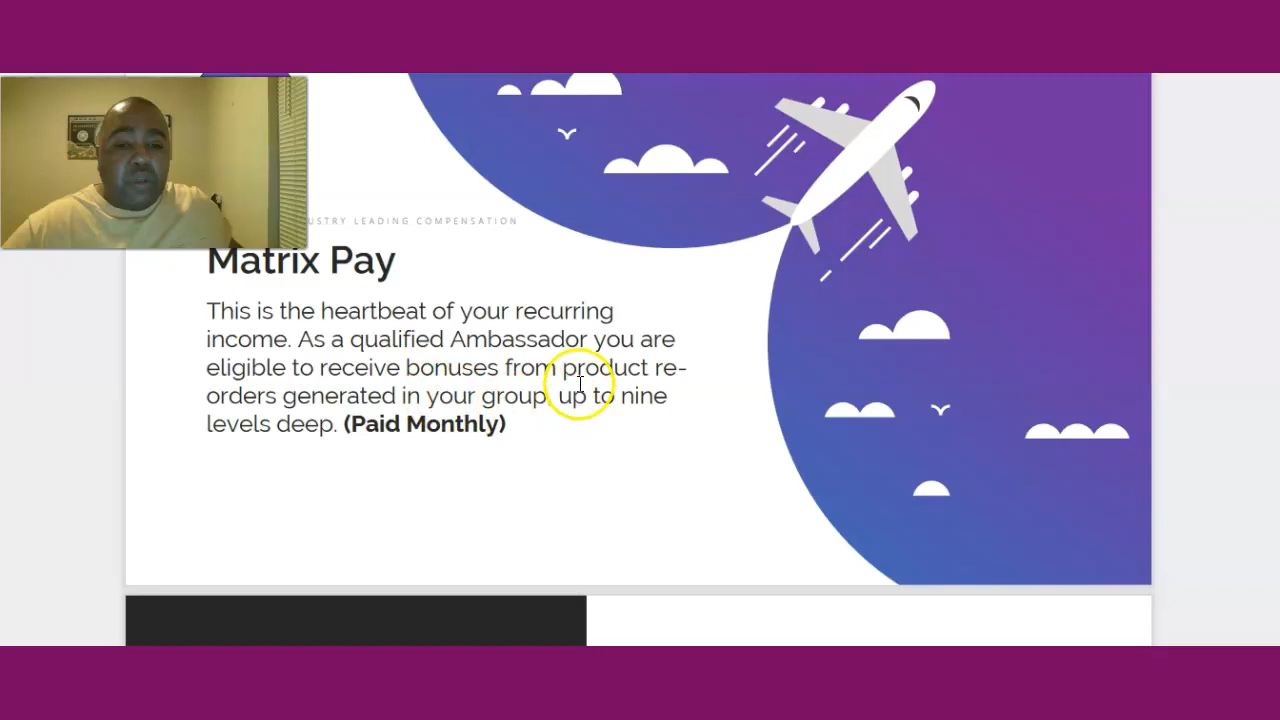 USTRY LEADING COMPENSATION
Matrix Pay
This is the heartbeat of your recurring
income. As a qualified Ambassador you are
eligible to receive bonuses from product re-
orders generated in your group, up to nine
levels deep. (Paid Monthly)